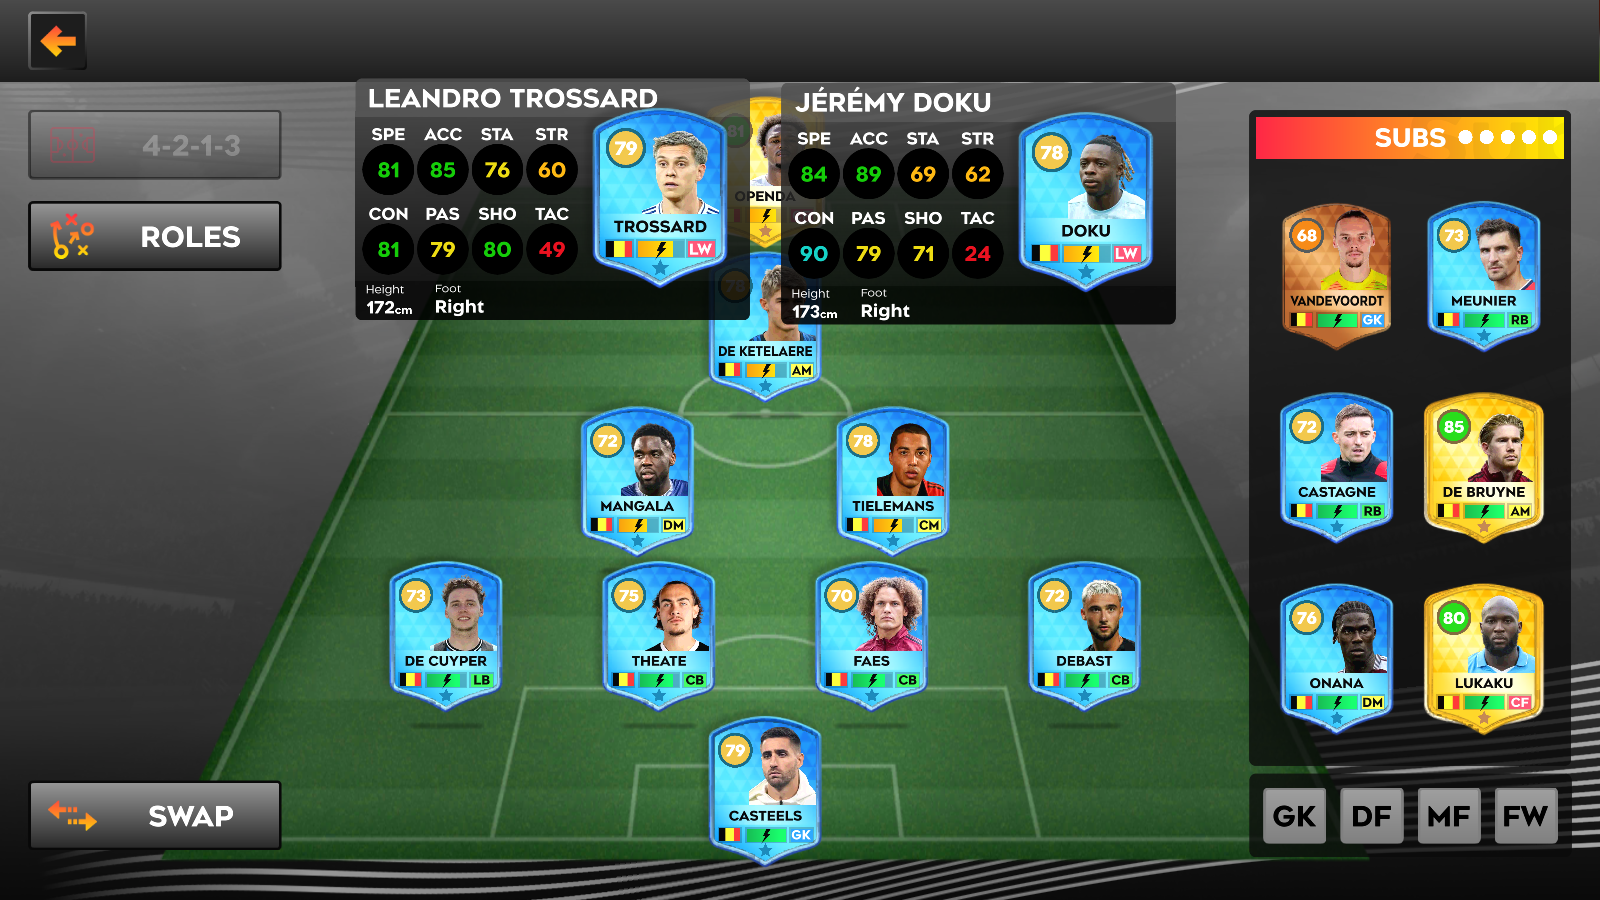 4-2-1-3
ROLES
SWAP
LEANDRO TROSSARD
SPE ACC STA STR
81 85 76 60
CON PAS SHO TAC
81 79 80 49
Height Foot
172cm Right
79
TROSSARD
LW
81
OPENDA
JÉRÉMY DOKU
SPE ACC STA STR
84 89 69 62
CON PAS SHO TAC
90 79 71 24
Height Foot
173cm Right
78
DOKU
LW
78
DE KETELAERE
AM
72
MANGALA
DM
78
TIELEMANS
CM
73
DE CUYPER
LB
75
THEATE
CB
70
FAES
CB
72
DEBAST
CB
79
CASTEELS
GK
SUBS
68
VANDEVOORDT
GK
73
MEUNIER
RB
72
CASTAGNE
RB
85
DE BRUYNE
AM
76
ONANA
DM
80
LUKAKU
CF
GK DF MF FW